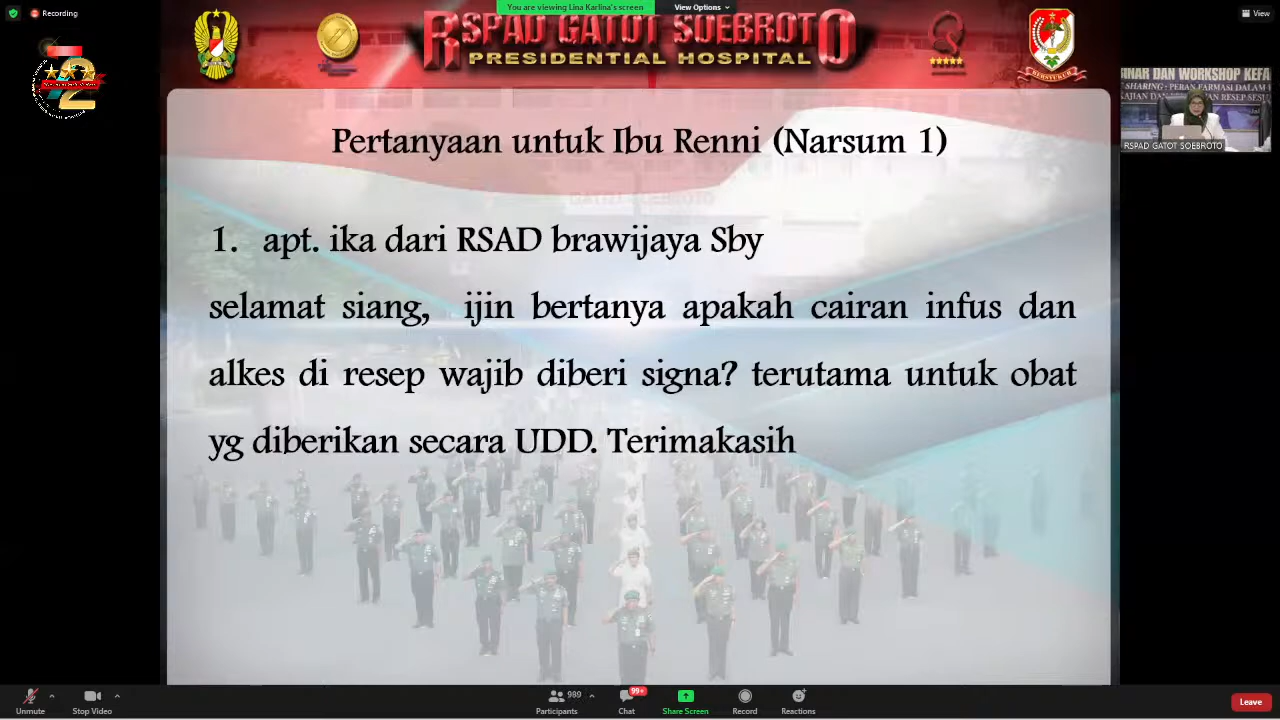 Recording
You are viewing Lina Karlina's screen
View Options
View
RSPAD GATOT SOEBROTO
PRESIDENTIAL HOSPITAL
Pertanyaan untuk Ibu Renni (Narsum 1)
1. apt. ika dari RSAD brawijaya Sby
selamat siang, ijin bertanya apakah cairan infus dan
alkes di resep wajib diberi signa? terutama untuk obat
yg diberikan secara UDD. Terimakasih
RSPAD GATOT SOEBROTO
Unmute
Stop Video
989
Participants
99+
Chat
Share Screen
Record
Reactions
Leave